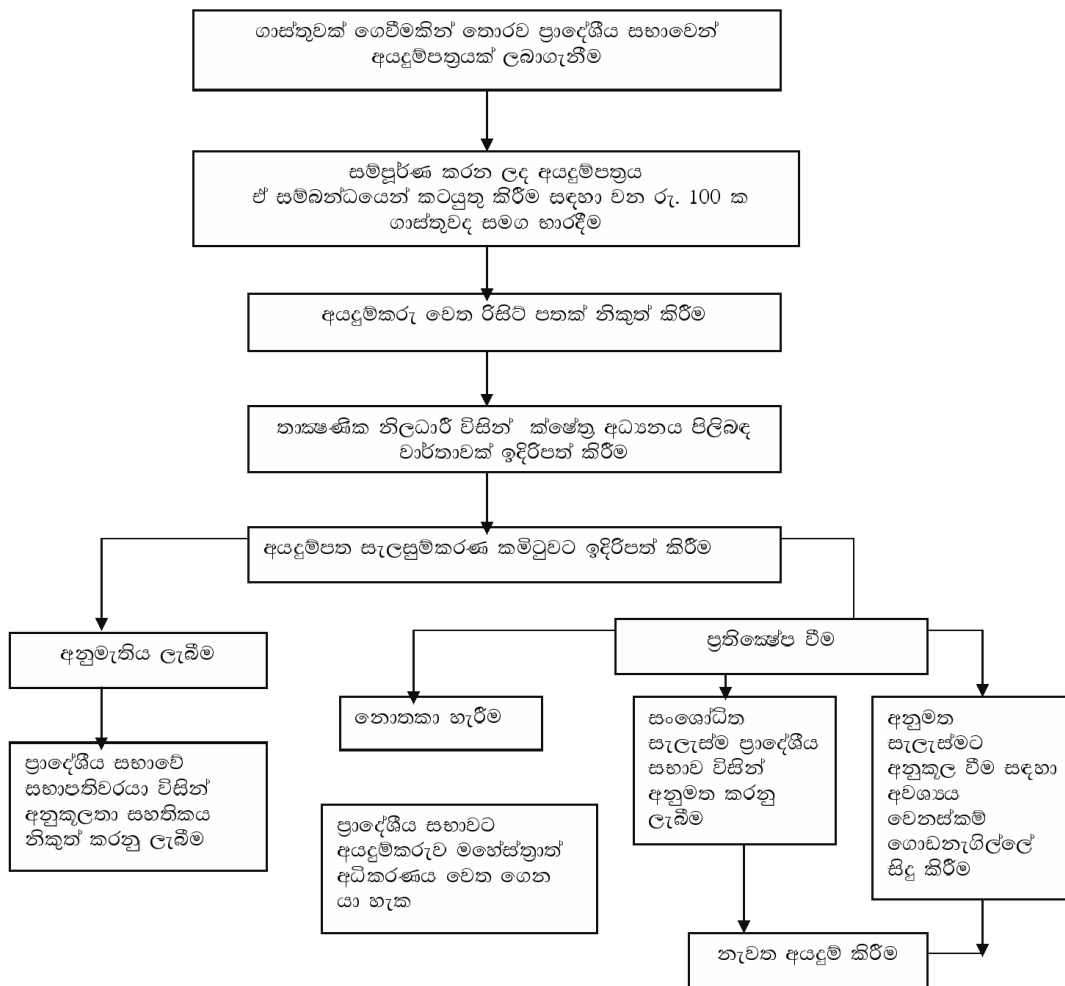 ගාස්තුවක් ගෙවීමකින් තොරව ප්‍රාදේශීය සභාවෙන්
අයදුම්පත්‍රයක් ලබාගැනීම
සම්පූර්ණ කරන ලද අයදුම්පත්‍රය
ඒ සම්බන්ධයෙන් කටයුතු කිරීම සඳහා වන රු. 100 ක
ගාස්තුවද සමග භාරදීම
අයදුම්කරු වෙත රිසිට් පතක් නිකුත් කිරීම
තාක්‍ෂණික නිලධාරී විසින් ක්ෂේත්‍ර අධ්‍යනය පිලිබඳ
වාර්තාවක් ඉදිරිපත් කිරීම
අයදුම්පත සැලසුම්කරණ කමිටුවට ඉදිරිපත් කිරීම
අනුමැතිය ලැබීම
ප්‍රතික්‍ෂේප වීම
නොතකා හැරීම
සංශෝධිත
සැලැස්ම ප්‍රාදේශීය
සභාව විසින්
අනුමත කරනු
ලැබීම
අනුමත
සැලැස්මට
අනුකූල වීම සඳහා
අවශ්‍යය
වෙනස්කම්
ගොඩනැගිල්ලේ
සිදු කිරීම
ප්‍රාදේශීය සභාවේ
සභාපතිවරයා විසින්
අනුකූලතා සහතිකය
නිකුත් කරනු ලැබීම
ප්‍රාදේශීය සභාවට
අයදුම්කරුව මහේස්ත්‍රාත්
අධිකරණය වෙත ගෙන
යා හැක
නැවත අයදුම් කිරීම